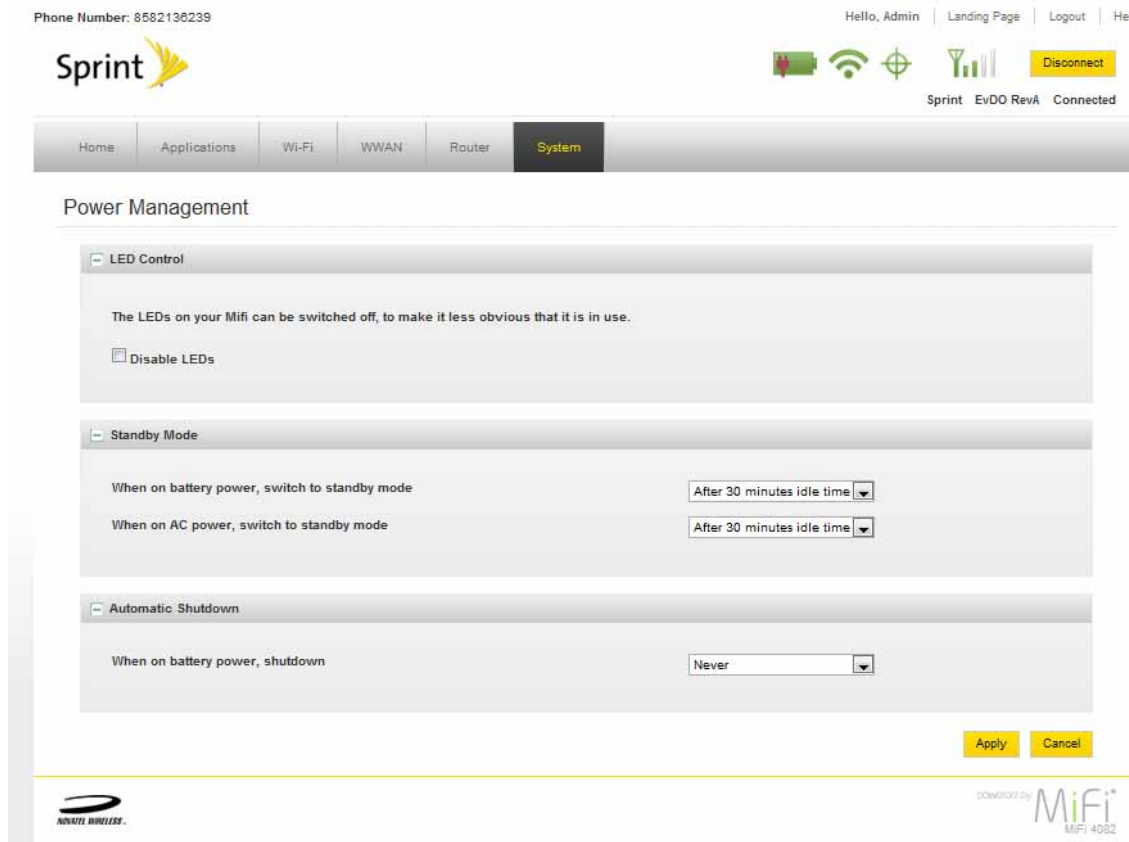 Phone Number: 8582136239
Hello, Admin Landing Page Logout He
Sprint
Disconnect
Sprint EvDO RevA Connected
Home Applications Wi-Fi WWAN Router System
Power Management
LED Control
The LEDs on your Mifi can be switched off, to make it less obvious that it is in use.
Disable LEDs
Standby Mode
When on battery power, switch to standby mode After 30 minutes idle time
When on AC power, switch to standby mode After 30 minutes idle time
Automatic Shutdown
When on battery power, shutdown Never
Apply Cancel
NOVATEL WIRELESS
powered by MiFi
MiFi 4082